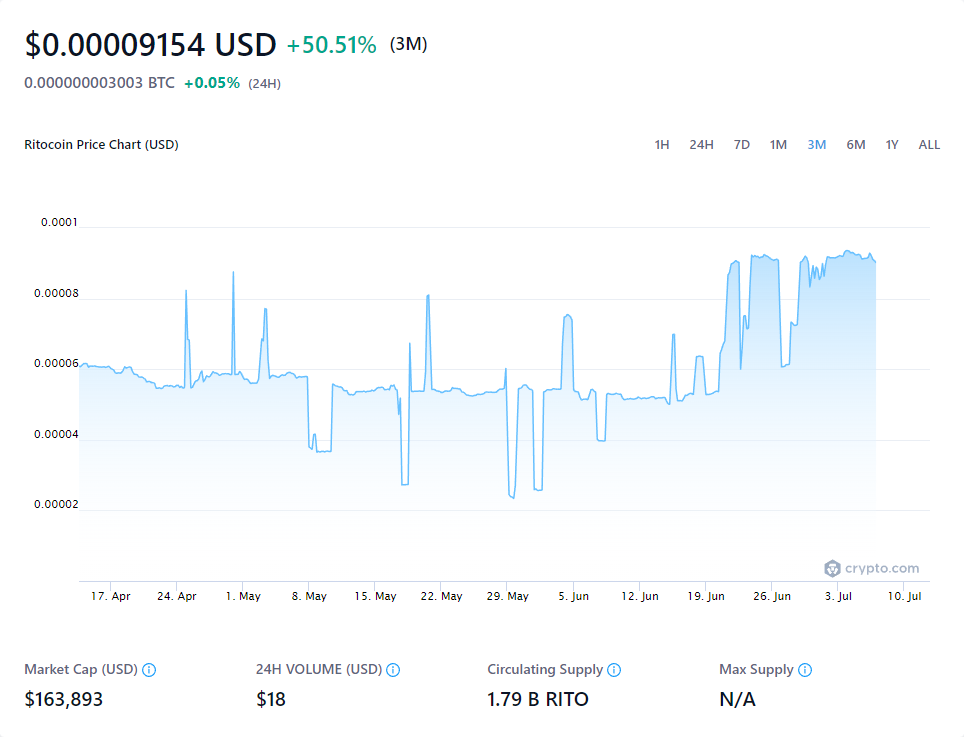 $0.00009154 USD +50.51% (3M)
0.000000003003 BTC +0.05% (24H)
Ritocoin Price Chart (USD) 1H 24H 7D 1M 3M 6M 1Y ALL
0.0001
0.00008
0.00006
0.00004
0.00002
crypto.com
17. Apr 24. Apr 1. May 8. May 15. May 22. May 29. May 5. Jun 12. Jun 19. Jun 26. Jun 3. Jul 10. Jul
Market Cap (USD) 24H VOLUME (USD) Circulating Supply Max Supply
$163,893 $18 1.79 B RITO N/A